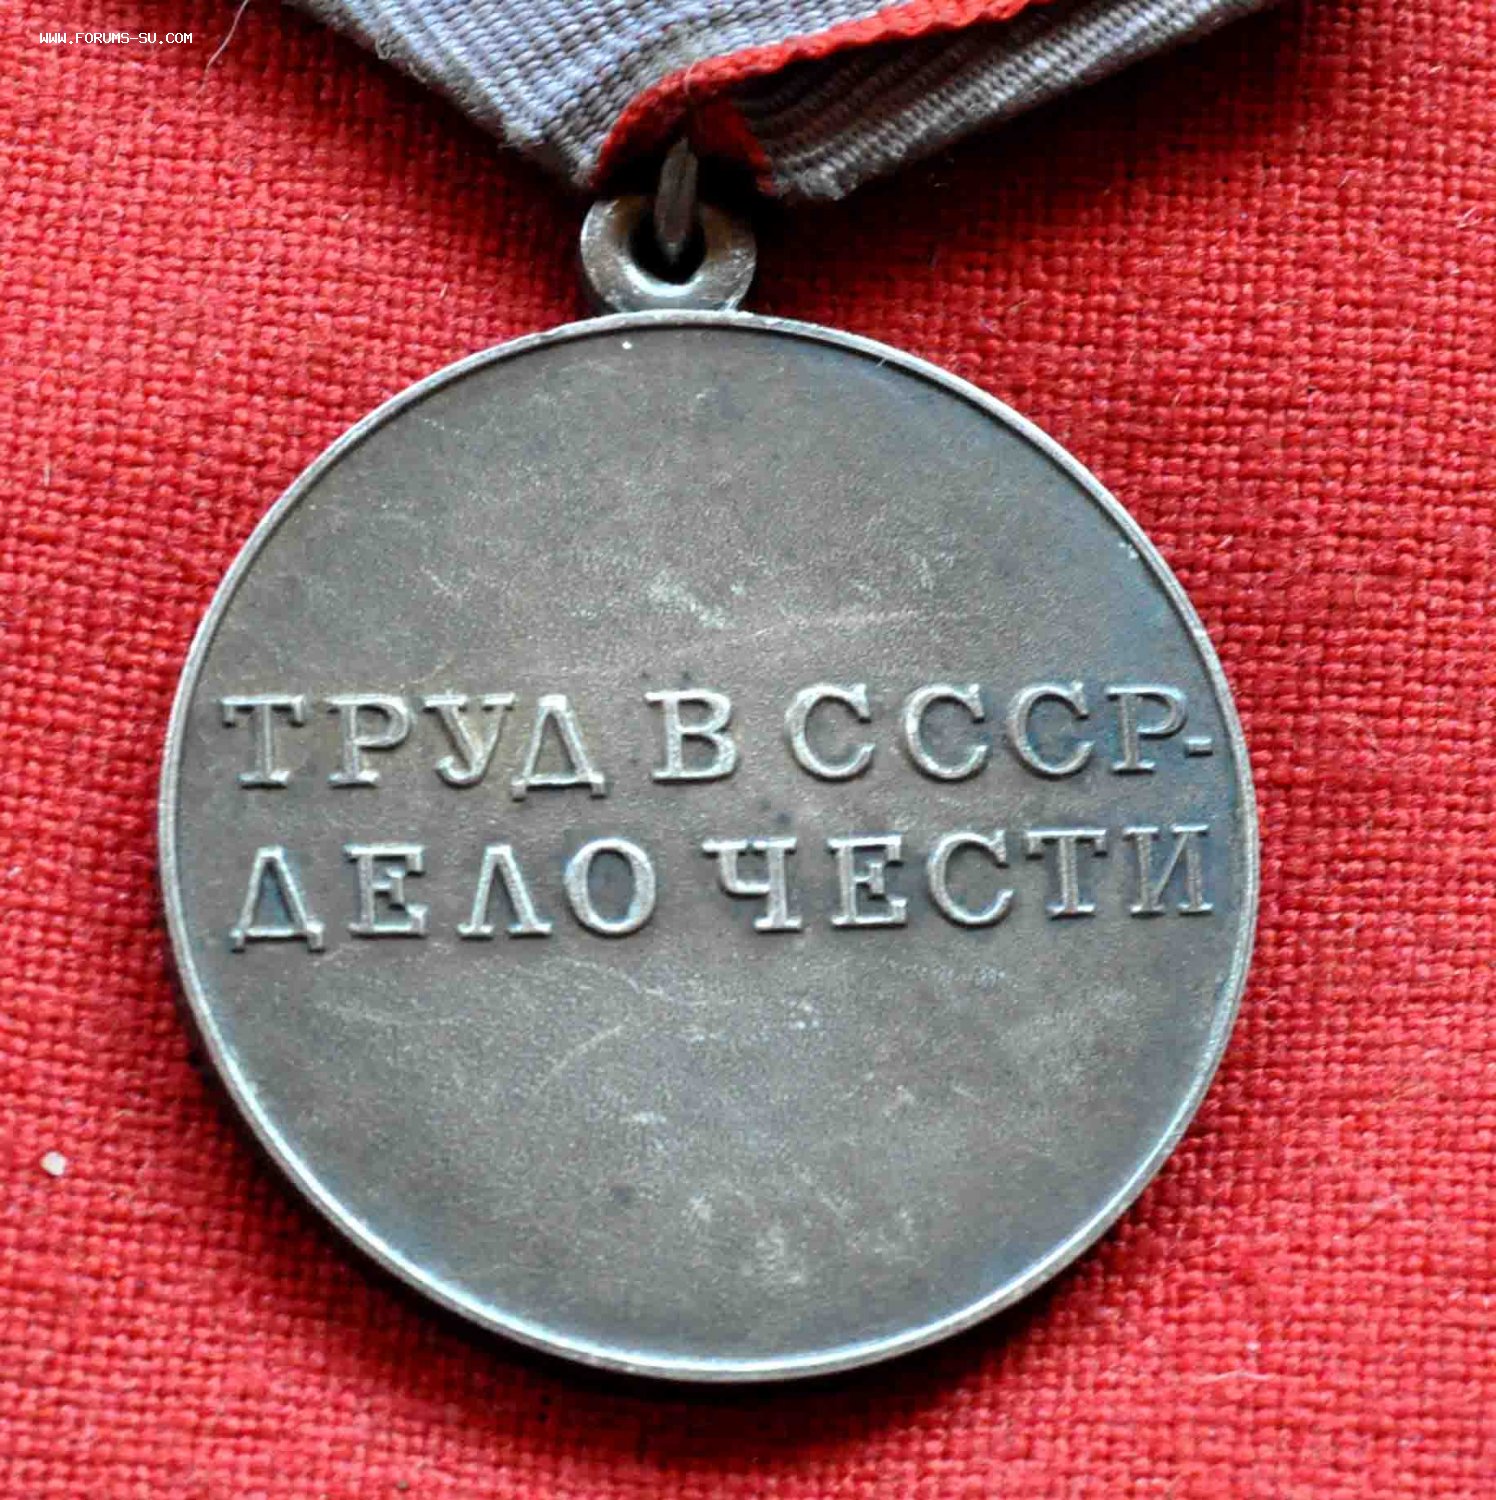 WWW.FORUMS-SU.COM
ТРУД В СССР-
ДЕЛО ЧЕСТИ